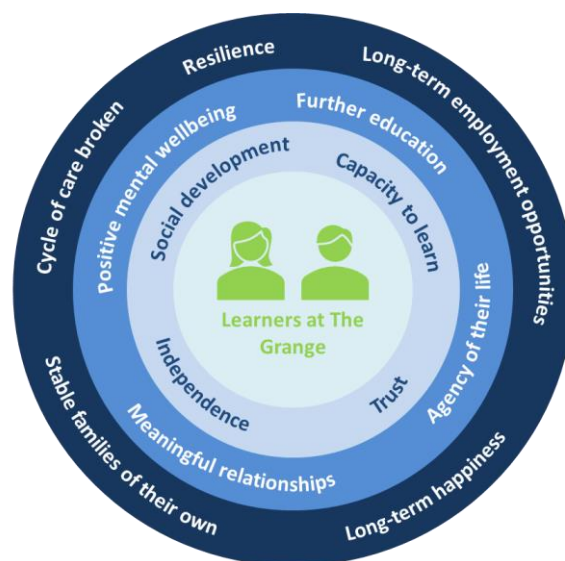 Resilience
Long-term employment opportunities
Cycle of care broken
Stable families of their own
Long-term happiness
Positive mental wellbeing
Further education
Agency of their life
Meaningful relationships
Social development
Capacity to learn
Independence
Trust
Learners at The
Grange